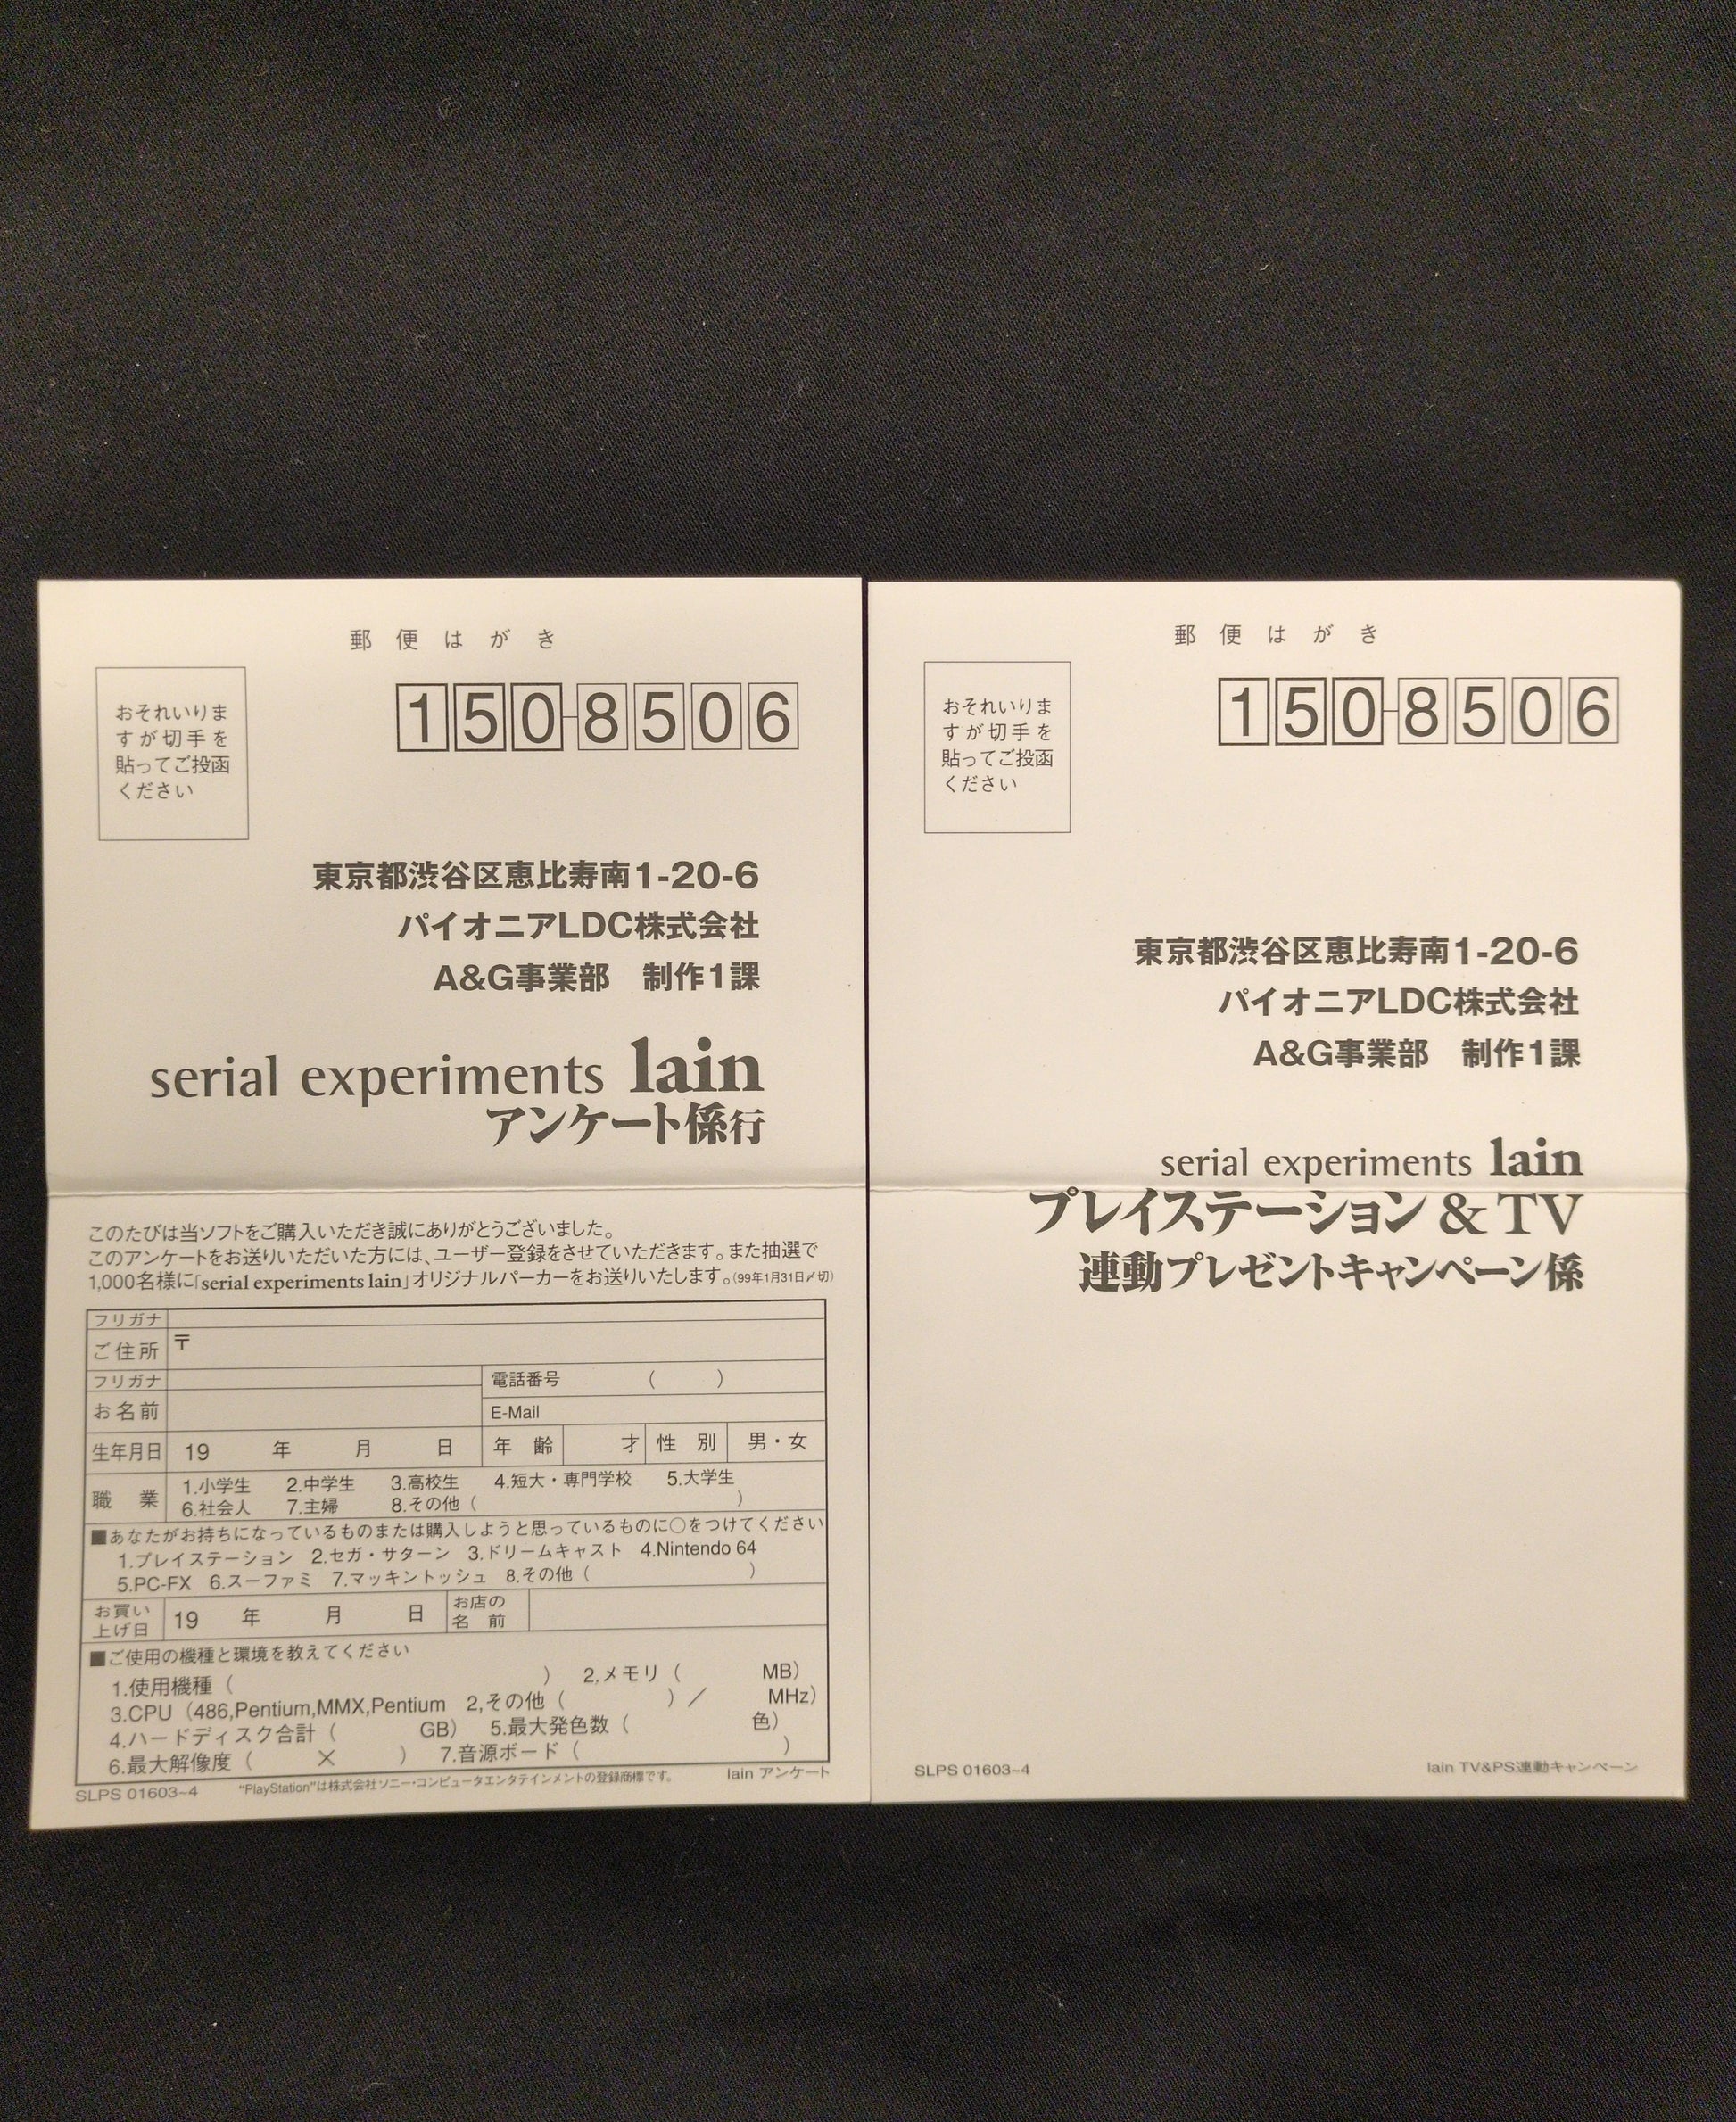 郵便はがき
おそれいりま
すが切手を
貼ってご投函
ください
150-8506
東京都渋谷区恵比寿南1-20-6
パイオニアLDC株式会社
A&G事業部　制作1課
serial experiments lain
アンケート係行
このたびは当ソフトをご購入いただき誠にありがとうございました。
このアンケートをお送りいただいた方には、ユーザー登録をさせていただきます。また抽選で
1,000名様に「serial experiments lain」オリジナルパーカーをお送りいたします。(99年1月31日〆切)
フリガナ
ご住所 〒
フリガナ
電話番号 （　　）
お名前
E-Mail
生年月日 19　年　月　日 年齢　才 性別 男・女
職業 1.小学生 2.中学生 3.高校生 4.短大・専門学校 5.大学生
6.社会人 7.主婦 8.その他（　　）
■あなたがお持ちになっているものまたは購入しようと思っているものに○をつけてください
1.プレイステーション 2.セガ・サターン 3.ドリームキャスト 4.Nintendo 64
5.PC-FX 6.スーファミ 7.マッキントッシュ 8.その他（　　）
お買い上げ日 19　年　月　日 お店の名前
■ご使用の機種と環境を教えてください
1.使用機種（　　） 2,メモリ（　　MB）
3.CPU（486,Pentium,MMX,Pentium 2,その他（　　）／　　MHz）
4.ハードディスク合計（　　GB） 5.最大発色数（　　色）
6.最大解像度（　　×　　） 7.音源ボード（　　）
SLPS 01603~4 "PlayStation"は株式会社ソニー・コンピュータエンタテインメントの登録商標です。 lain アンケート
郵便はがき
おそれいりま
すが切手を
貼ってご投函
ください
150-8506
東京都渋谷区恵比寿南1-20-6
パイオニアLDC株式会社
A&G事業部　制作1課
serial experiments lain
プレイステーション & TV
連動プレゼントキャンペーン係
SLPS 01603~4 lain TV&PS連動キャンペーン